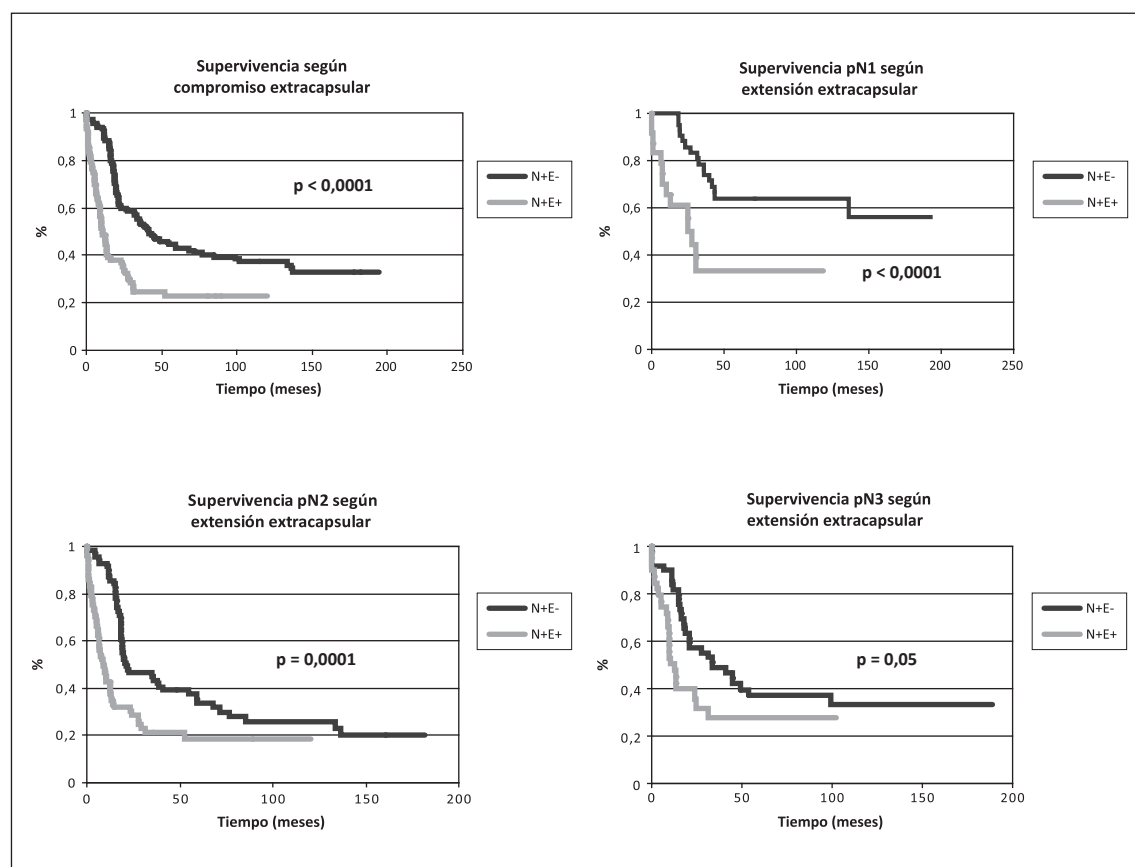 Supervivencia según
compromiso extracapsular
1
0,8
0,6
0,4
0,2
0
%
p < 0,0001
0 50 100 150 200 250
Tiempo (meses)
N+E-
N+E+
Supervivencia pN1 según
extensión extracapsular
1
0,8
0,6
0,4
0,2
0
%
p < 0,0001
0 50 100 150 200 250
Tiempo (meses)
N+E-
N+E+
Supervivencia pN2 según
extensión extracapsular
1
0,8
0,6
0,4
0,2
0
%
p = 0,0001
0 50 100 150 200
Tiempo (meses)
N+E-
N+E+
Supervivencia pN3 según
extensión extracapsular
1
0,8
0,6
0,4
0,2
0
%
p = 0,05
0 50 100 150 200
Tiempo (meses)
N+E-
N+E+